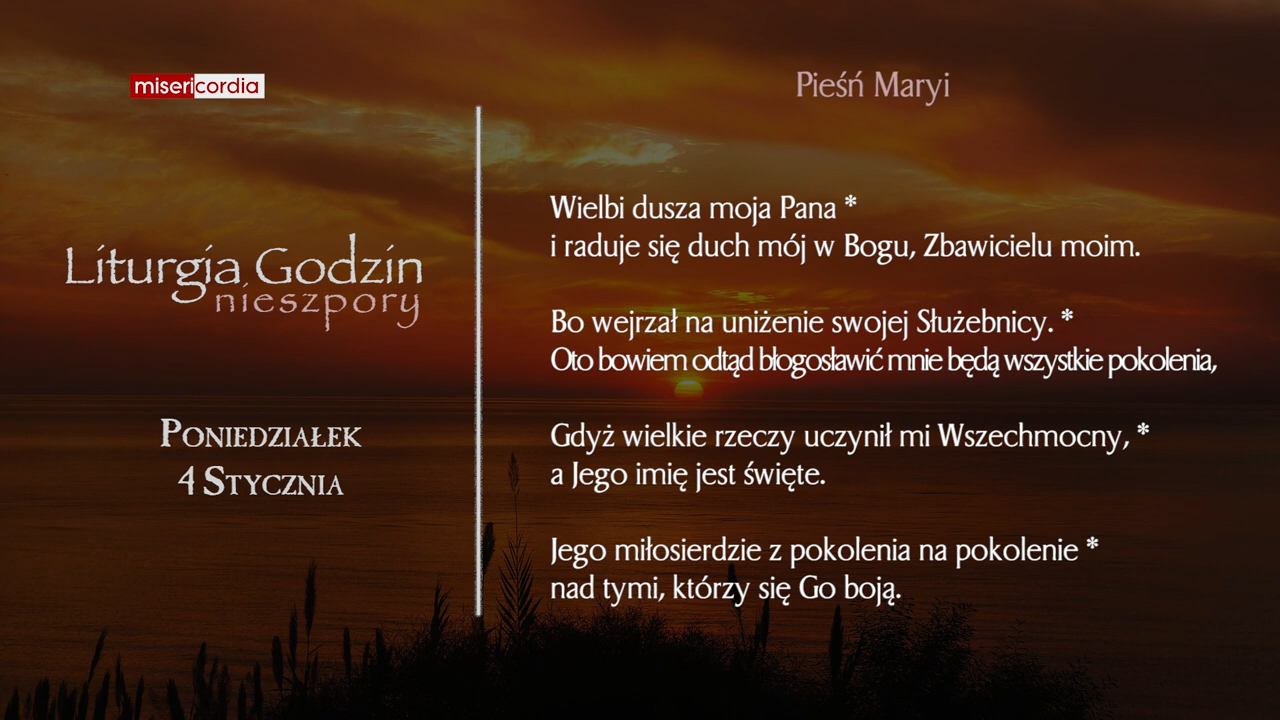 misericordia
Liturgia Godzin
nieszpory
Poniedziałek
4 Stycznia
Pieśń Maryi
Wielbi dusza moja Pana *
i raduje się duch mój w Bogu, Zbawicielu moim.
Bo wejrzał na uniżenie swojej Służebnicy. *
Oto bowiem odtąd błogosławić mnie będą wszystkie pokolenia,
Gdyż wielkie rzeczy uczynił mi Wszechmocny, *
a Jego imię jest święte.
Jego miłosierdzie z pokolenia na pokolenie *
nad tymi, którzy się Go boją.